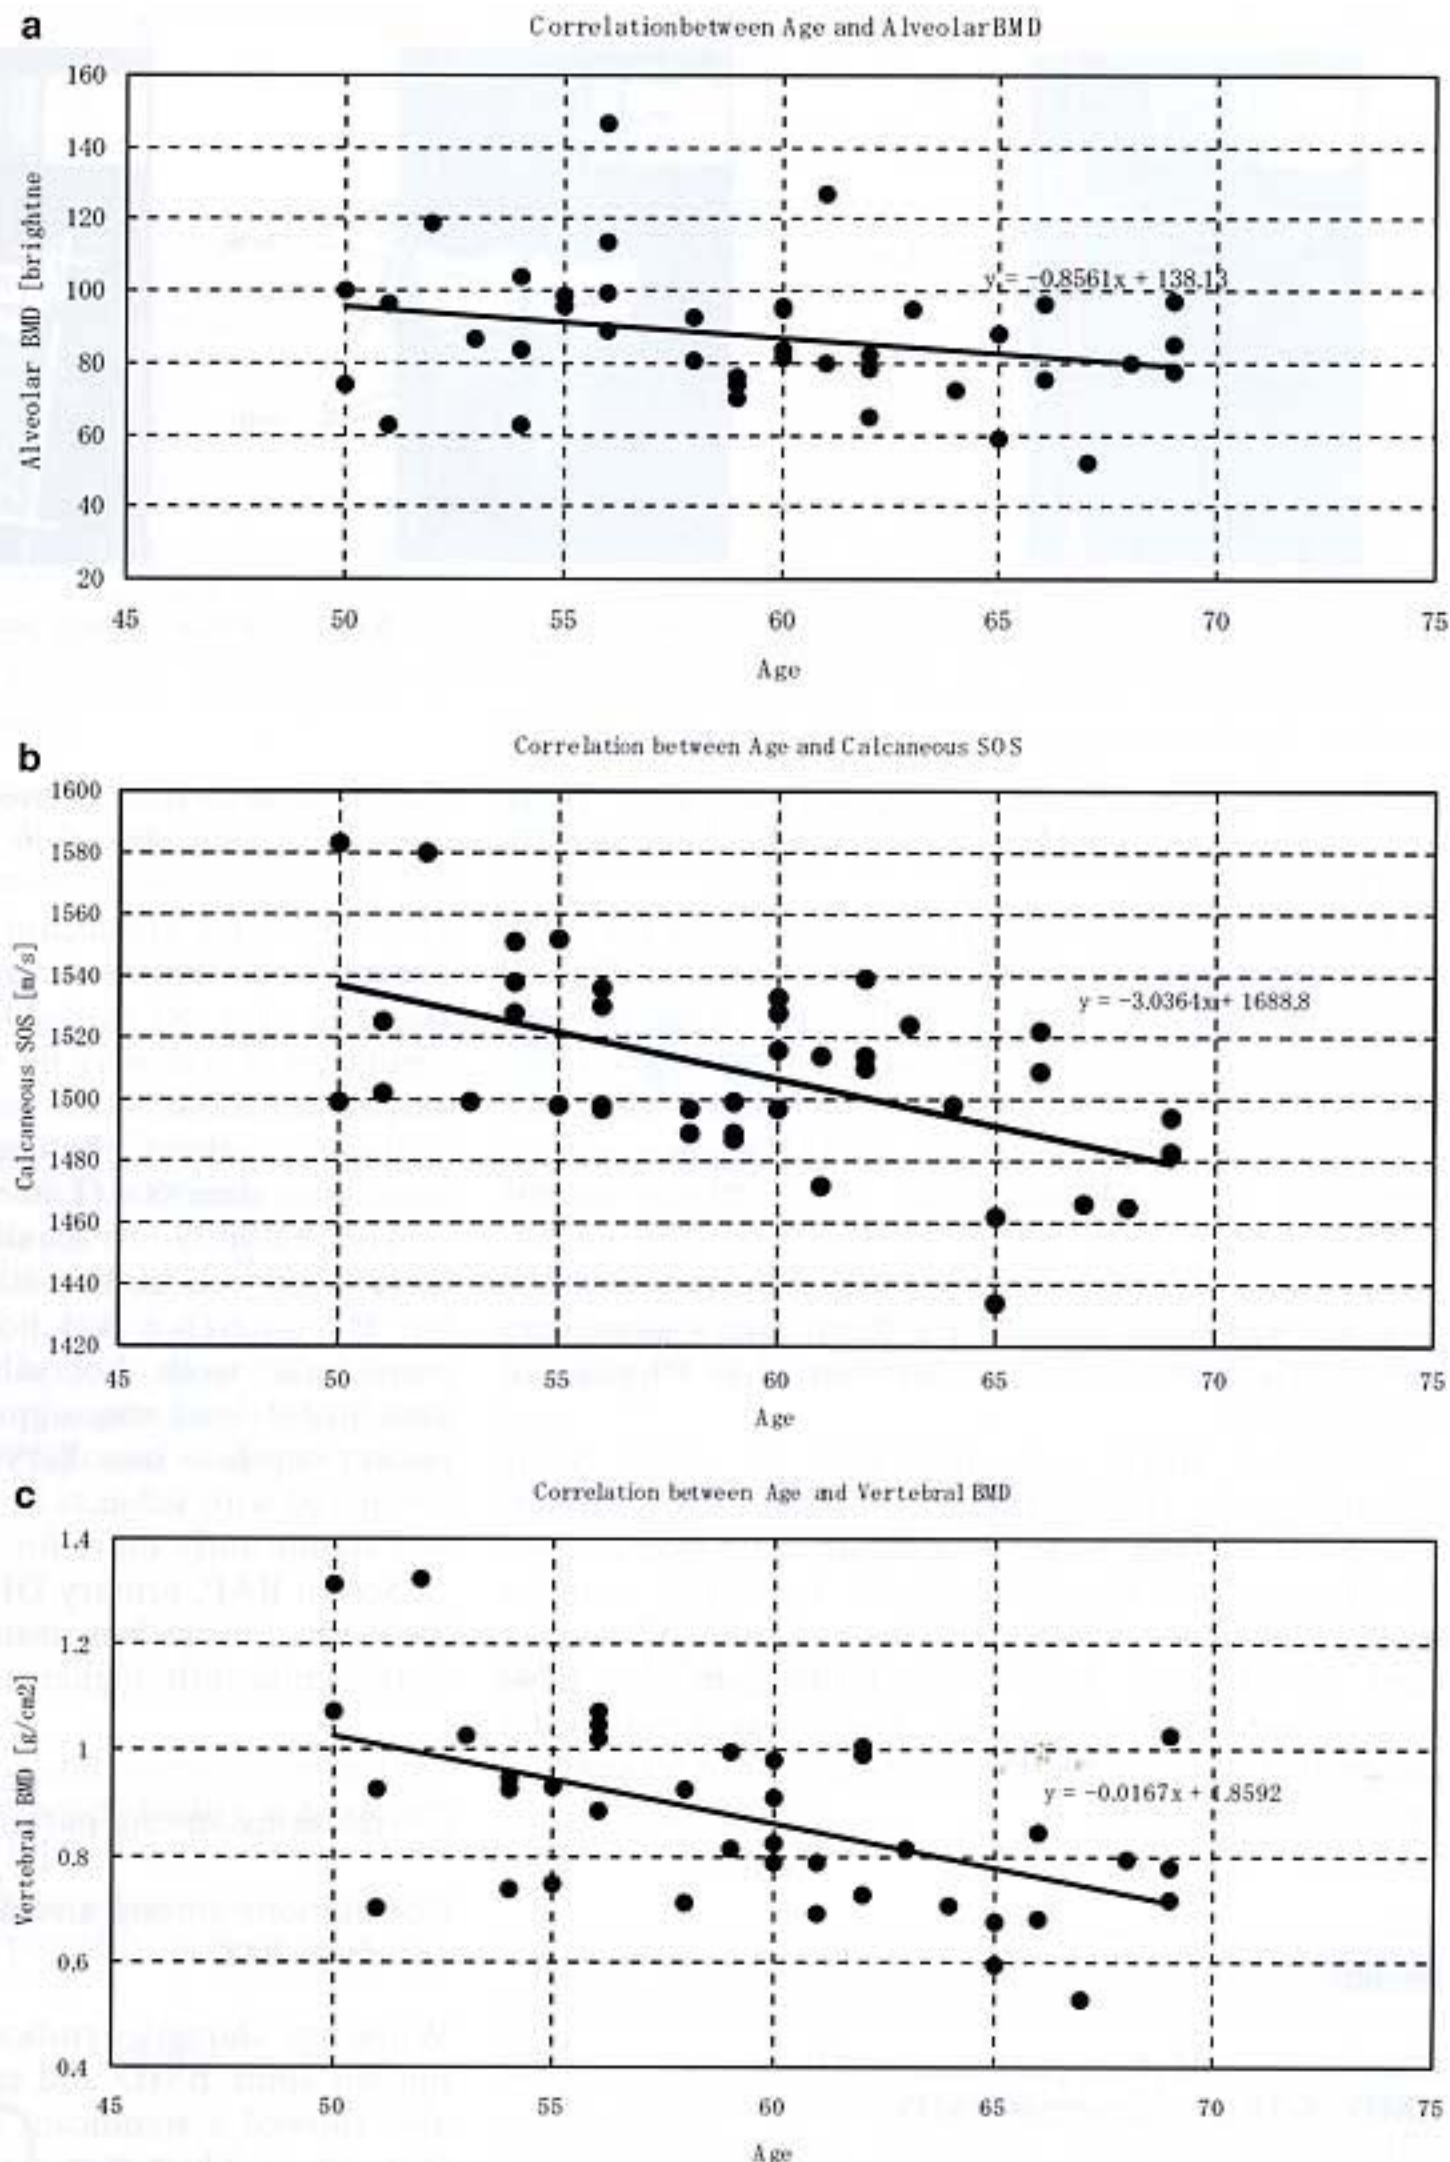 a
Correlationbetween Age and AlveolarBMD
Alveolar BMD [brightne
160
140
120
100
80
60
40
20
y = −0.8561x + 138.13
45 50 55 60 65 70 75
Age
b
Correlation between Age and Calcaneous SOS
Calcaneous SOS [m/s]
1600
1580
1560
1540
1520
1500
1480
1460
1440
1420
y = −3.0364x + 1688.8
45 50 55 60 65 70 75
Age
c
Correlation between Age and Vertebral BMD
Vertebral BMD [g/cm2]
1.4
1.2
1
0.8
0.6
0.4
y = −0.0167x + 1.8592
45 50 55 60 65 70 75
Age